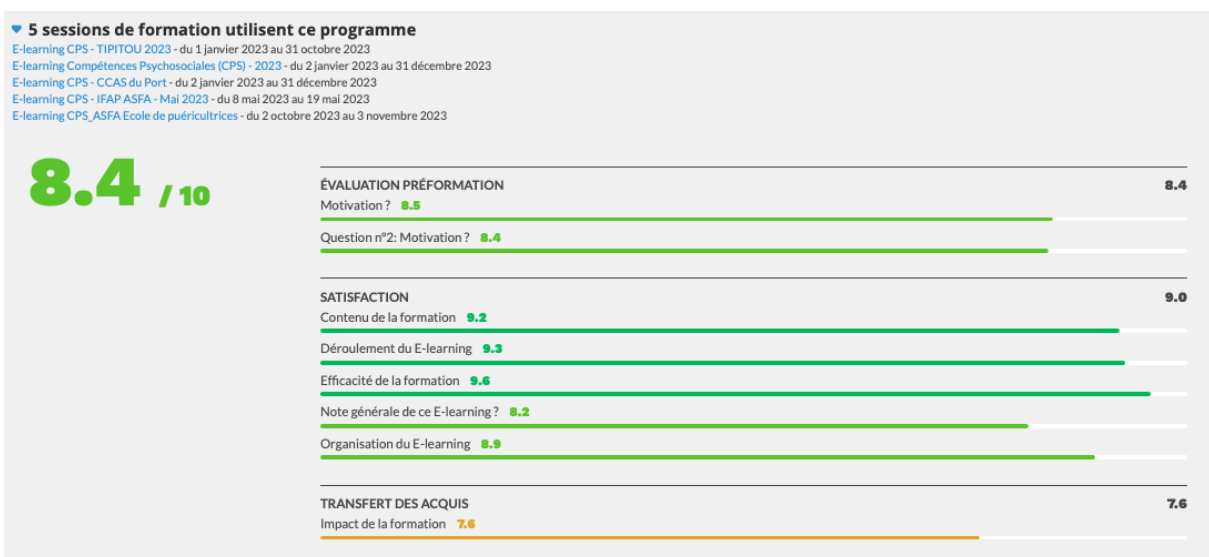 5 sessions de formation utilisent ce programme
E-learning CPS - TIPITOU 2023 - du 1 janvier 2023 au 31 octobre 2023
E-learning Compétences Psychosociales (CPS) - 2023 - du 2 janvier 2023 au 31 décembre 2023
E-learning CPS - CCAS du Port - du 2 janvier 2023 au 31 décembre 2023
E-learning CPS - IFAP ASFA - Mai 2023 - du 8 mai 2023 au 19 mai 2023
E-learning CPS_ASFA Ecole de puéricultrices - du 2 octobre 2023 au 3 novembre 2023
8.4 / 10
ÉVALUATION PRÉFORMATION 8.4
Motivation ? 8.5
Question n°2: Motivation ? 8.4
SATISFACTION 9.0
Contenu de la formation 9.2
Déroulement du E-learning 9.3
Efficacité de la formation 9.6
Note générale de ce E-learning ? 8.2
Organisation du E-learning 8.9
TRANSFERT DES ACQUIS 7.6
Impact de la formation 7.6